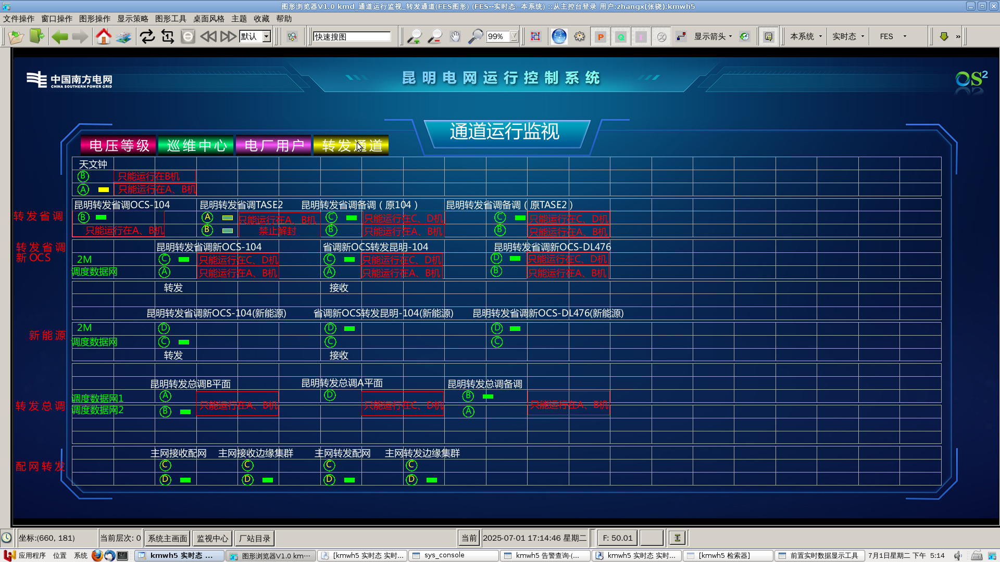 图形浏览器V1.0 kmd_通道运行监视_转发通道(FES图形) (FES--实时态--本系统) ::从主控台登录 用户:zhangx(张骁):kmwh5
文件操作 窗口操作 图形操作 显示策略 图形工具 桌面风格 主题 收藏 帮助
默认 快速搜图 99% P Q 显示箭头 本系统 实时态 FES »
中国南方电网
CHINA SOUTHERN POWER GRID
昆明电网运行控制系统
OS2
通道运行监视
电压等级 巡维中心 电厂用户 转发通道
天文钟
B 只能运行在B机
A 只能运行在A、B机
昆明转发省调OCS-104 昆明转发省调TASE2 昆明转发省调备调（原104） 昆明转发省调备调（原TASE2）
转发省调
B A 只能运行在A、B机 C 只能运行在C、D机 C 只能运行在C、D机
只能运行在A、B机 B 禁止解封 B 只能运行在A、B机 B 只能运行在A、B机
转发省调
新OCS
昆明转发省调新OCS-104 省调新OCS转发昆明-104 昆明转发省调新OCS-DL476
2M C 只能运行在C、D机 C 只能运行在C、D机 D 只能运行在C、D机
调度数据网 A 只能运行在A、B机 A 只能运行在A、B机 B 只能运行在A、B机
转发 接收
昆明转发省调新OCS-104(新能源) 省调新OCS转发昆明-104(新能源) 昆明转发省调新OCS-DL476(新能源)
新能源
2M D D D
调度数据网 C C C
转发 接收
昆明转发总调B平面 昆明转发总调A平面 昆明转发总调备调
转发总调
调度数据网1 A 只能运行在A、B机 D 只能运行在C、D机 B 只能运行在A、B机
调度数据网2 B A
主网接收配网 主网接收边缘集群 主网转发配网 主网转发边缘集群
配网转发
C C C C
D D D D
坐标:(660, 181) 当前层次: 0 系统主画面 监视中心 厂站目录 当前 2025-07-01 17:14:46 星期二 F: 50.01
应用程序 位置 系统 kmwh5 实时态 ... 图形浏览器V1.0 km··· [kmwh5 实时态 实时... sys_console kmwh5 告警查询-(... kmwh5 实时态 实时... [kmwh5 检索器] 前置实时数据显示工具 7月1日星期二 下午 5:14